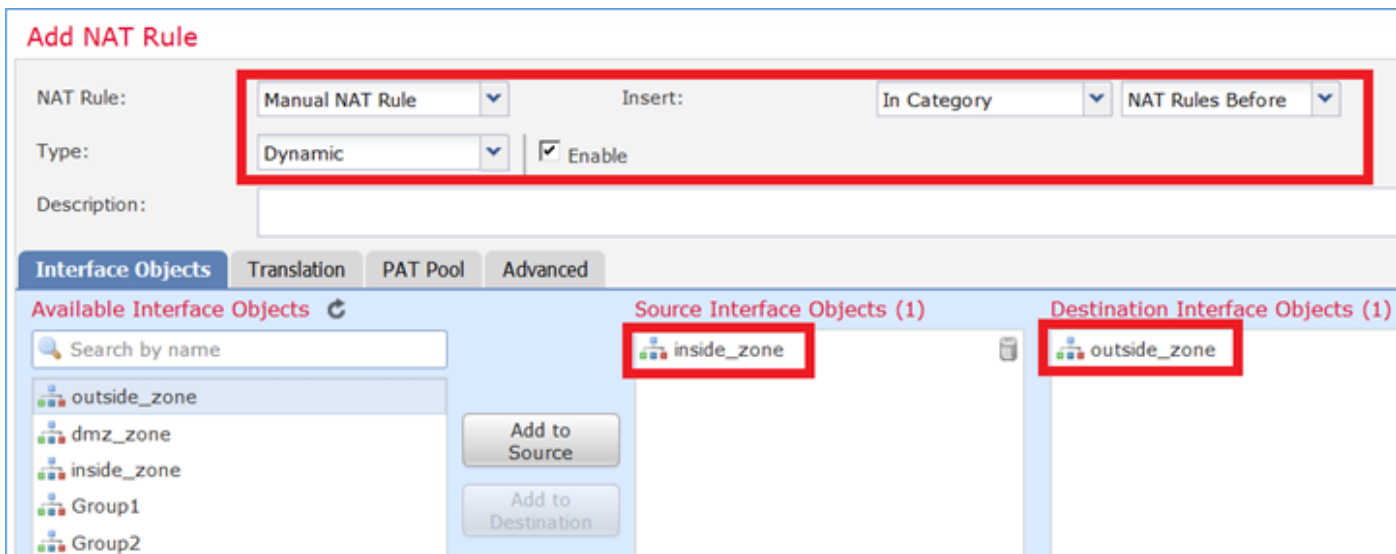 Add NAT Rule
NAT Rule: Manual NAT Rule Insert: In Category NAT Rules Before
Type: Dynamic Enable
Description:
Interface Objects Translation PAT Pool Advanced
Available Interface Objects Source Interface Objects (1) Destination Interface Objects (1)
Search by name inside_zone outside_zone
outside_zone
dmz_zone
inside_zone
Group1
Group2
Add to
Source
Add to
Destination